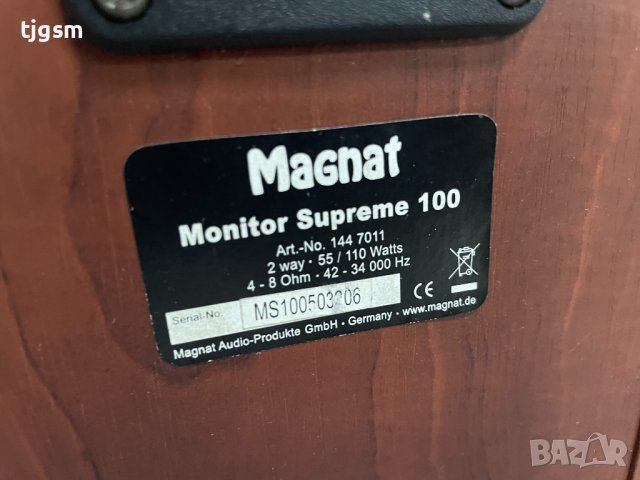 tjgsm
Magnat
Monitor Supreme 100
Art.-No. 144 7011
2 way · 55 / 110 Watts
4 - 8 Ohm · 42 - 34 000 Hz
Serial-No. MS100503206 CE
Magnat Audio-Produkte GmbH · Germany · www.magnat.de
BAZAR